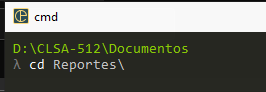 cmd
D:\CLSA-512\Documentos
λ cd Reportes\